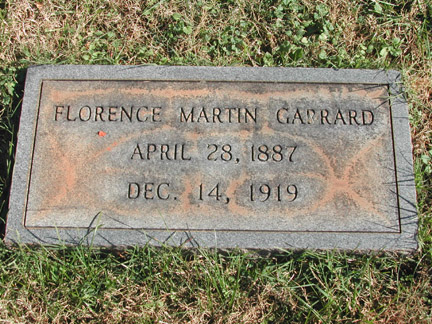 FLORENCE MARTIN GARRARD
APRIL 28, 1887
DEC. 14, 1919